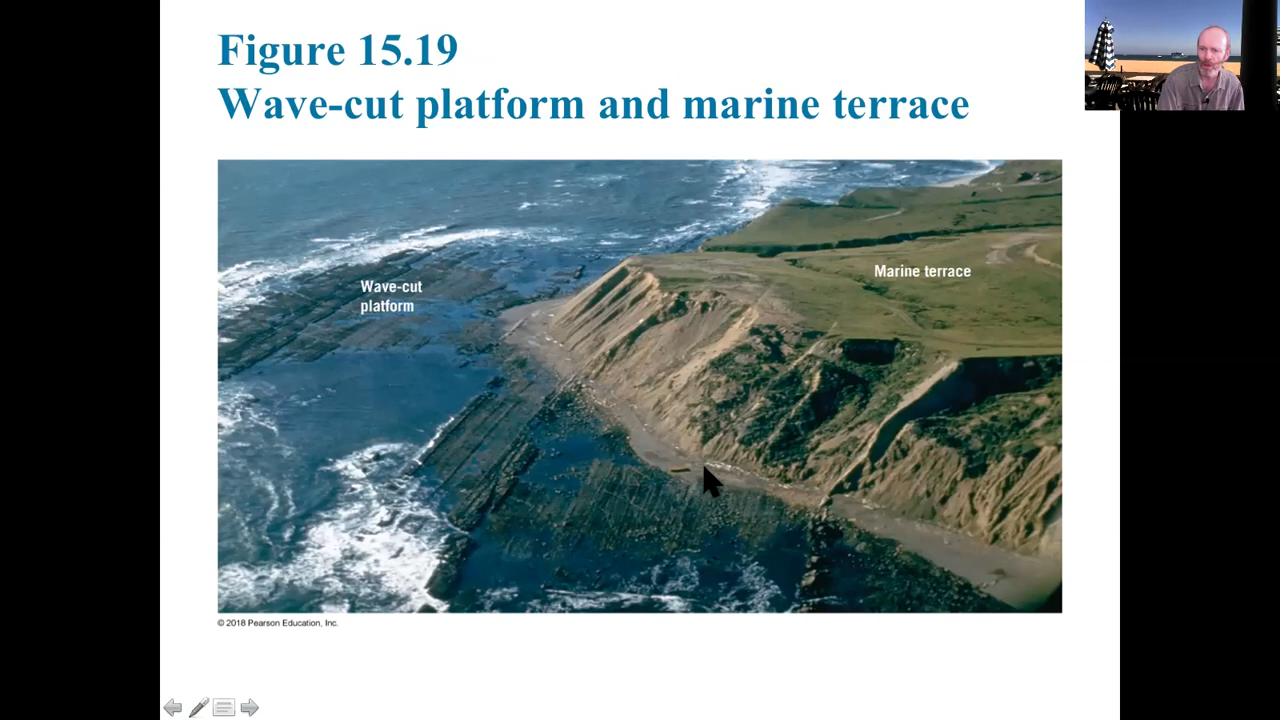 Figure 15.19
Wave-cut platform and marine terrace
Marine terrace
Wave-cut
platform
© 2018 Pearson Education, Inc.